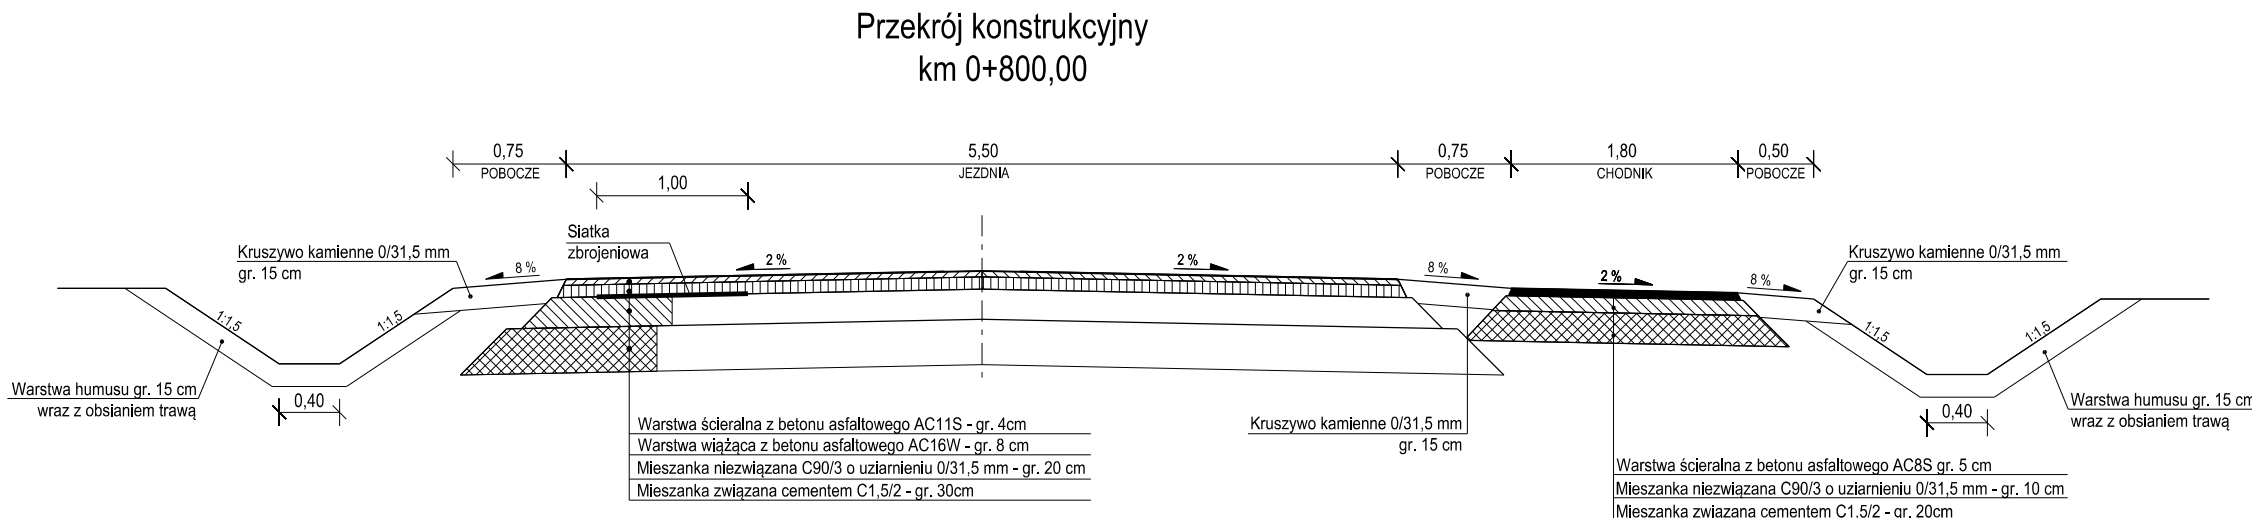 Przekrój konstrukcyjny
km 0+800,00
0,75
5,50
0,75
1,80
0,50
POBOCZE
JEZDNIA
POBOCZE
CHODNIK
POBOCZE
1,00
Siatka
zbrojeniowa
Kruszywo kamienne 0/31,5 mm
gr. 15 cm
8 %
2 %
2 %
8 %
2 %
8 %
Kruszywo kamienne 0/31,5 mm
gr. 15 cm
1:1,5
1:1,5
1:1,5
1:1,5
Warstwa humusu gr. 15 cm
wraz z obsianiem trawą
0,40
Warstwa ścieralna z betonu asfaltowego AC11S - gr. 4cm
Warstwa wiążąca z betonu asfaltowego AC16W - gr. 8 cm
Mieszanka niezwiązana C90/3 o uziarnieniu 0/31,5 mm - gr. 20 cm
Mieszanka związana cementem C1,5/2 - gr. 30cm
Kruszywo kamienne 0/31,5 mm
gr. 15 cm
0,40
Warstwa humusu gr. 15 cm
wraz z obsianiem trawą
Warstwa ścieralna z betonu asfaltowego AC8S gr. 5 cm
Mieszanka niezwiązana C90/3 o uziarnieniu 0/31,5 mm - gr. 10 cm
Mieszanka związana cementem C1,5/2 - gr. 20cm